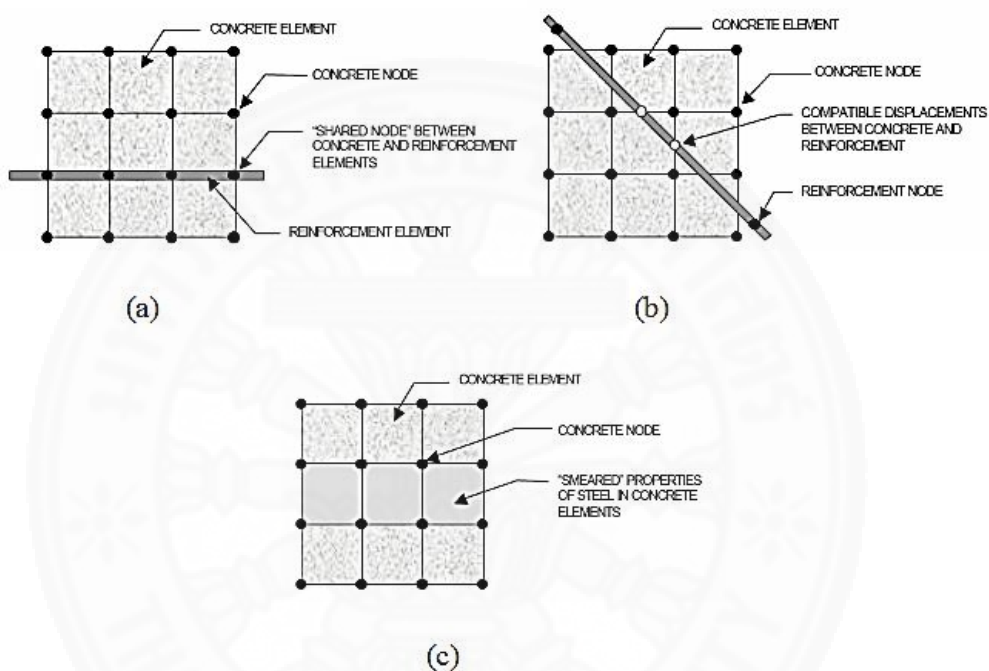 CONCRETE ELEMENT
CONCRETE NODE
"SHARED NODE" BETWEEN
CONCRETE AND REINFORCEMENT
ELEMENTS
REINFORCEMENT ELEMENT
(a)
CONCRETE ELEMENT
CONCRETE NODE
COMPATIBLE DISPLACEMENTS
BETWEEN CONCRETE AND
REINFORCEMENT
REINFORCEMENT NODE
(b)
CONCRETE ELEMENT
CONCRETE NODE
"SMEARED" PROPERTIES
OF STEEL IN CONCRETE
ELEMENTS
(c)